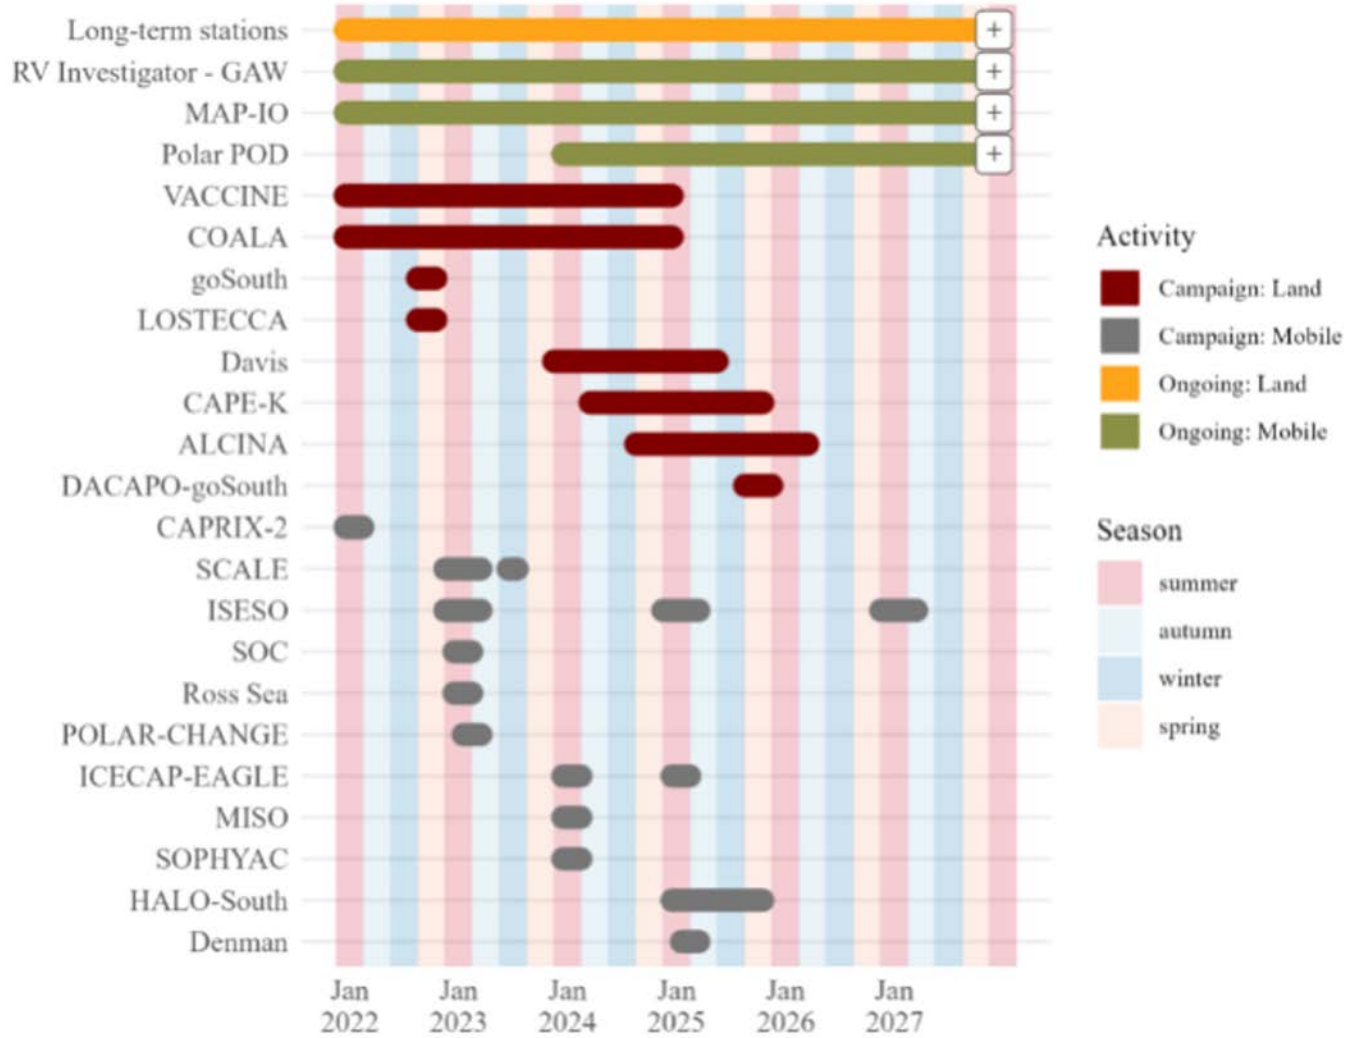 Long-term stations
+
RV Investigator - GAW
+
MAP-IO
+
Polar POD
+
VACCINE
COALA
goSouth
LOSTECCA
Davis
CAPE-K
ALCINA
DACAPO-goSouth
CAPRIX-2
SCALE
ISESO
SOC
Ross Sea
POLAR-CHANGE
ICECAP-EAGLE
MISO
SOPHYAC
HALO-South
Denman
Jan 2022
Jan 2023
Jan 2024
Jan 2025
Jan 2026
Jan 2027
Activity
Campaign: Land
Campaign: Mobile
Ongoing: Land
Ongoing: Mobile
Season
summer
autumn
winter
spring